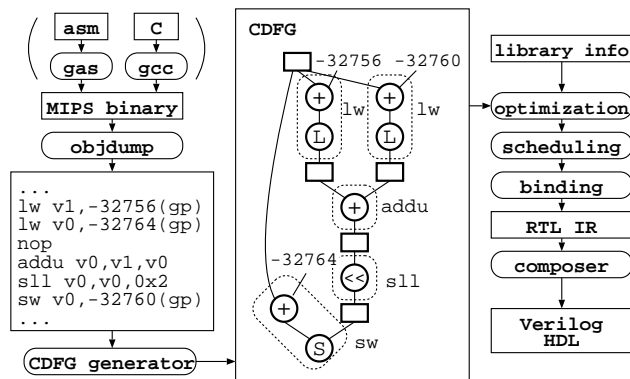 asm
C
gas
gcc
MIPS binary
objdump
...
lw v1,-32756(gp)
lw v0,-32764(gp)
nop
addu v0,v1,v0
sll v0,v0,0x2
sw v0,-32760(gp)
...
CDFG generator
CDFG
-32756
-32760
+
+
lw
lw
L
L
+
addu
-32764
<<
sll
+
S
sw
library info
optimization
scheduling
binding
RTL IR
composer
Verilog
HDL